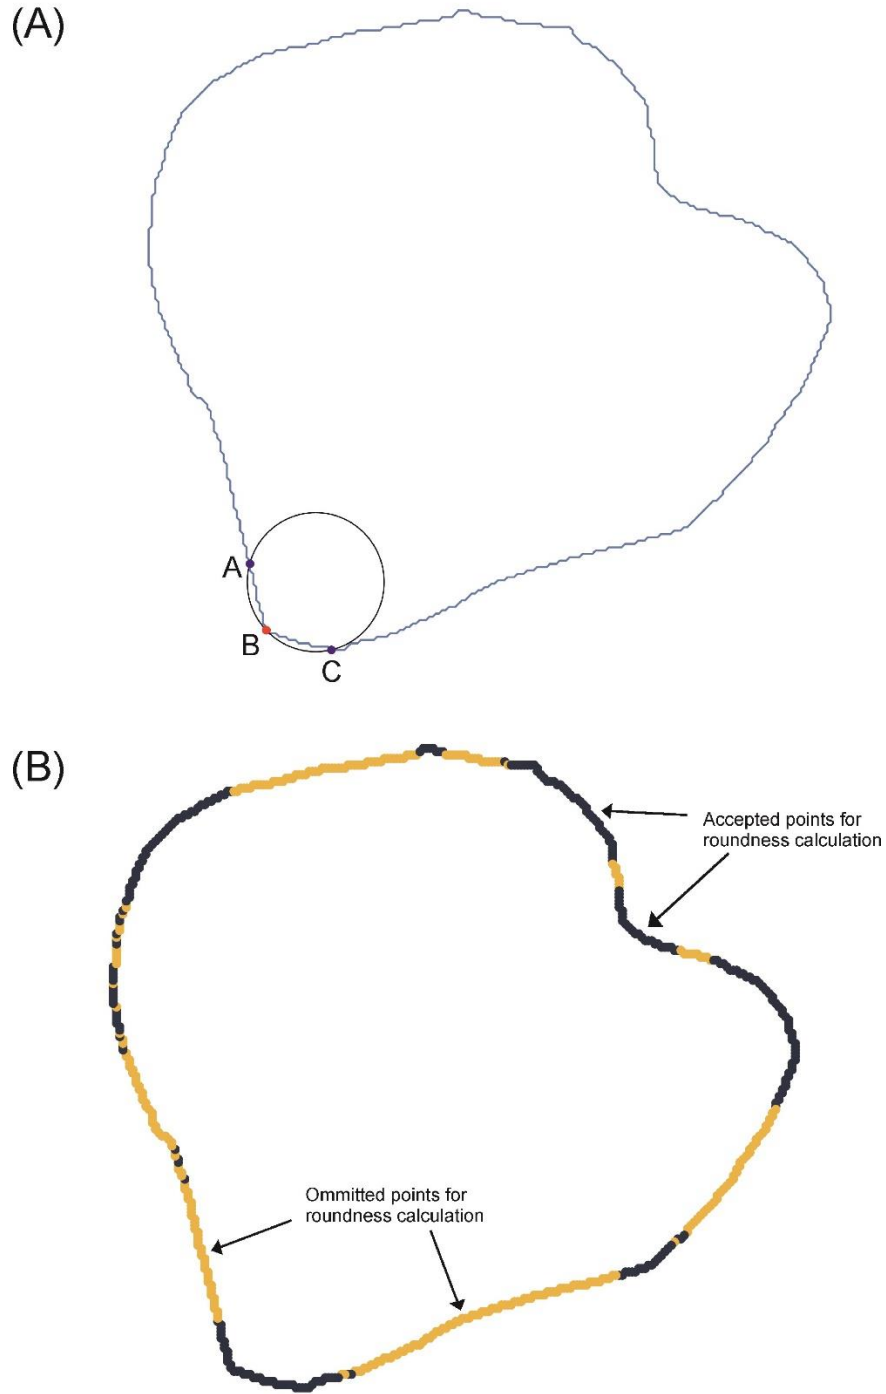 (A)
A
B
C
(B)
Accepted points for
roundness calculation
Ommitted points for
roundness calculation